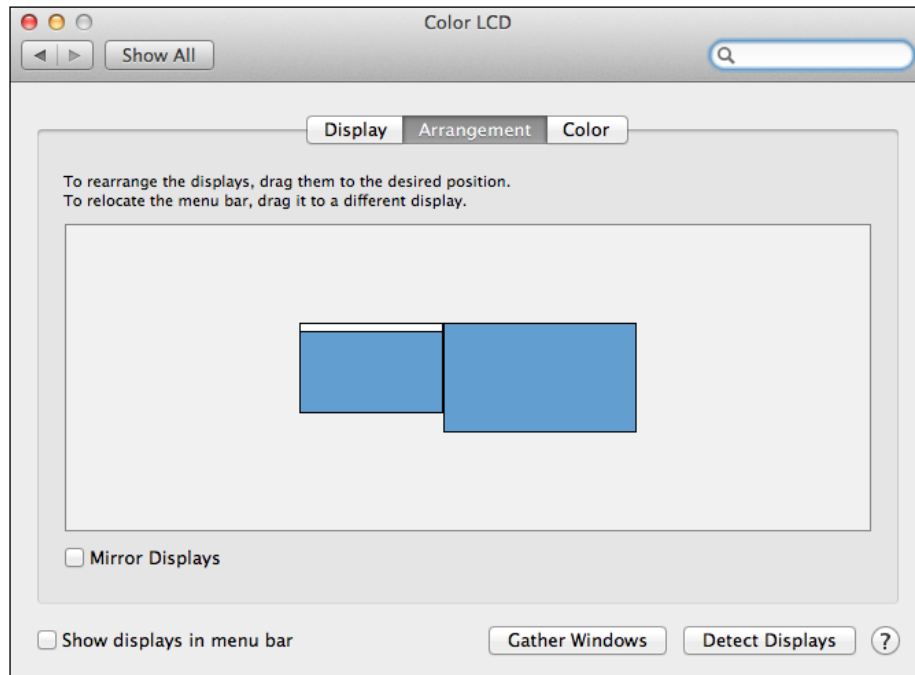 Color LCD
Show All
Display Arrangement Color
To rearrange the displays, drag them to the desired position.
To relocate the menu bar, drag it to a different display.
Mirror Displays
Show displays in menu bar Gather Windows Detect Displays ?